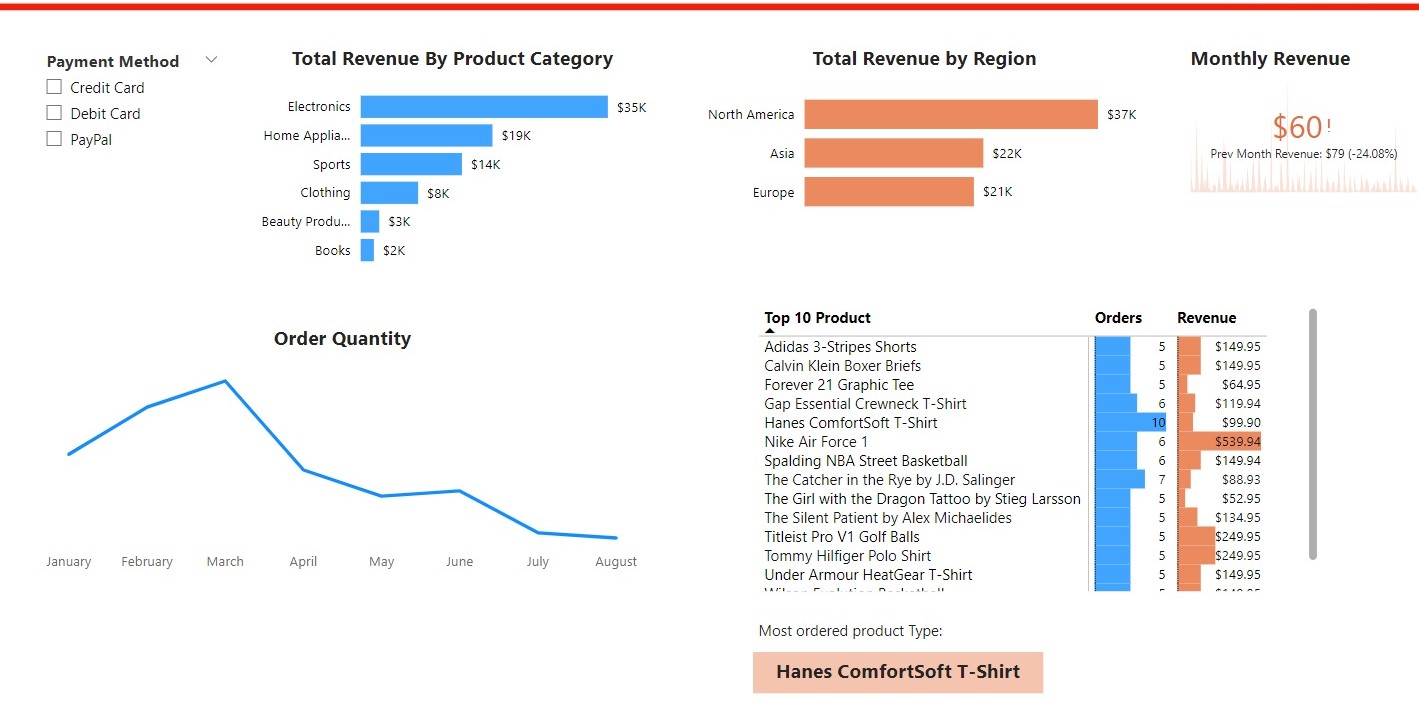 Payment Method
Credit Card
Debit Card
PayPal
Total Revenue By Product Category
Electronics $35K
Home Applia... $19K
Sports $14K
Clothing $8K
Beauty Produ... $3K
Books $2K
Total Revenue by Region
North America $37K
Asia $22K
Europe $21K
Monthly Revenue
$60!
Prev Month Revenue: $79 (-24.08%)
Order Quantity
January February March April May June July August
Top 10 Product Orders Revenue
Adidas 3-Stripes Shorts 5 $149.95
Calvin Klein Boxer Briefs 5 $149.95
Forever 21 Graphic Tee 5 $64.95
Gap Essential Crewneck T-Shirt 6 $119.94
Hanes ComfortSoft T-Shirt 10 $99.90
Nike Air Force 1 6 $539.94
Spalding NBA Street Basketball 6 $149.94
The Catcher in the Rye by J.D. Salinger 7 $88.93
The Girl with the Dragon Tattoo by Stieg Larsson 5 $52.95
The Silent Patient by Alex Michaelides 5 $134.95
Titleist Pro V1 Golf Balls 5 $249.95
Tommy Hilfiger Polo Shirt 5 $249.95
Under Armour HeatGear T-Shirt 5 $149.95
Most ordered product Type:
Hanes ComfortSoft T-Shirt